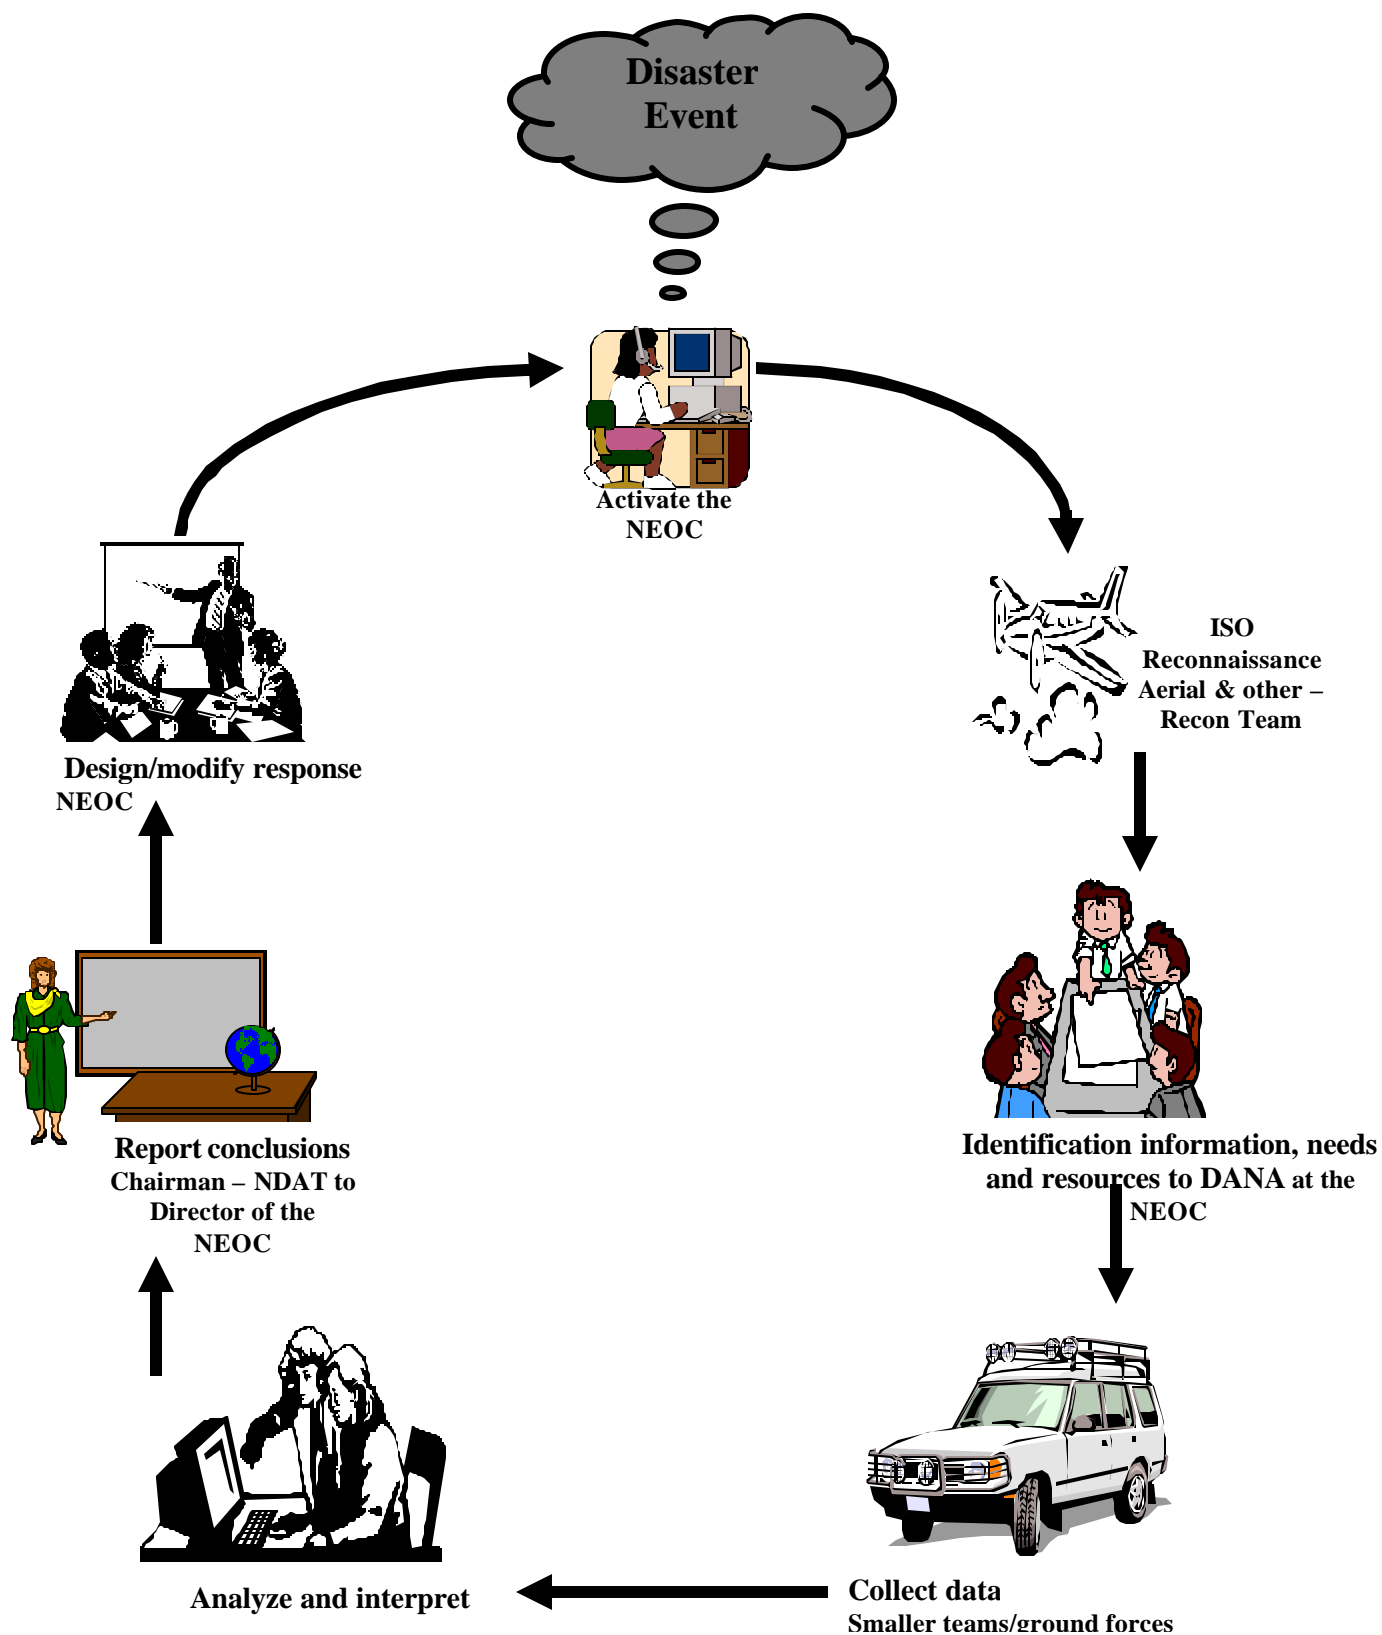 Disaster
Event
Activate the
NEOC
ISO
Reconnaissance
Aerial & other –
Recon Team
Identification information, needs
and resources to DANA at the
NEOC
Collect data
Smaller teams/ground forces
Analyze and interpret
Report conclusions
Chairman – NDAT to
Director of the
NEOC
Design/modify response
NEOC